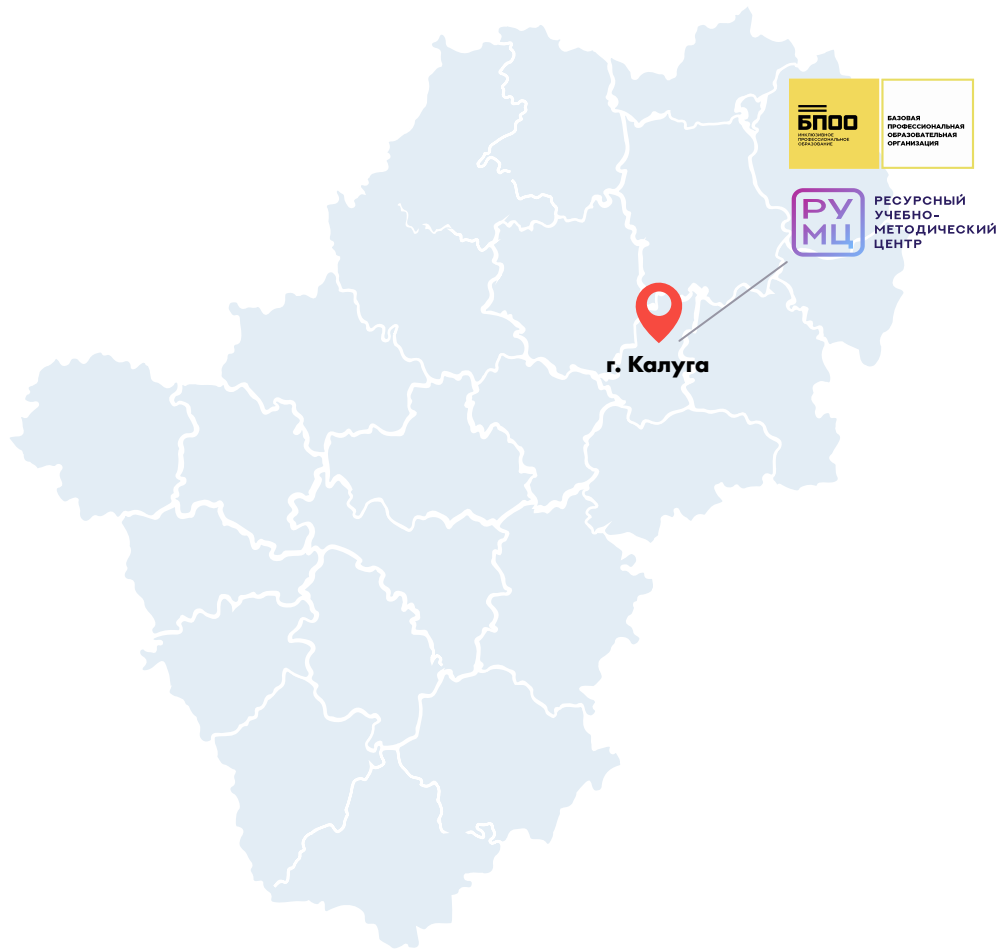 БПОО
ИНКЛЮЗИВНОЕ
ПРОФЕССИОНАЛЬНОЕ
ОБРАЗОВАНИЕ
БАЗОВАЯ
ПРОФЕССИОНАЛЬНАЯ
ОБРАЗОВАТЕЛЬНАЯ
ОРГАНИЗАЦИЯ
РУ
МЦ
РЕСУРСНЫЙ
УЧЕБНО-
МЕТОДИЧЕСКИЙ
ЦЕНТР
г. Калуга